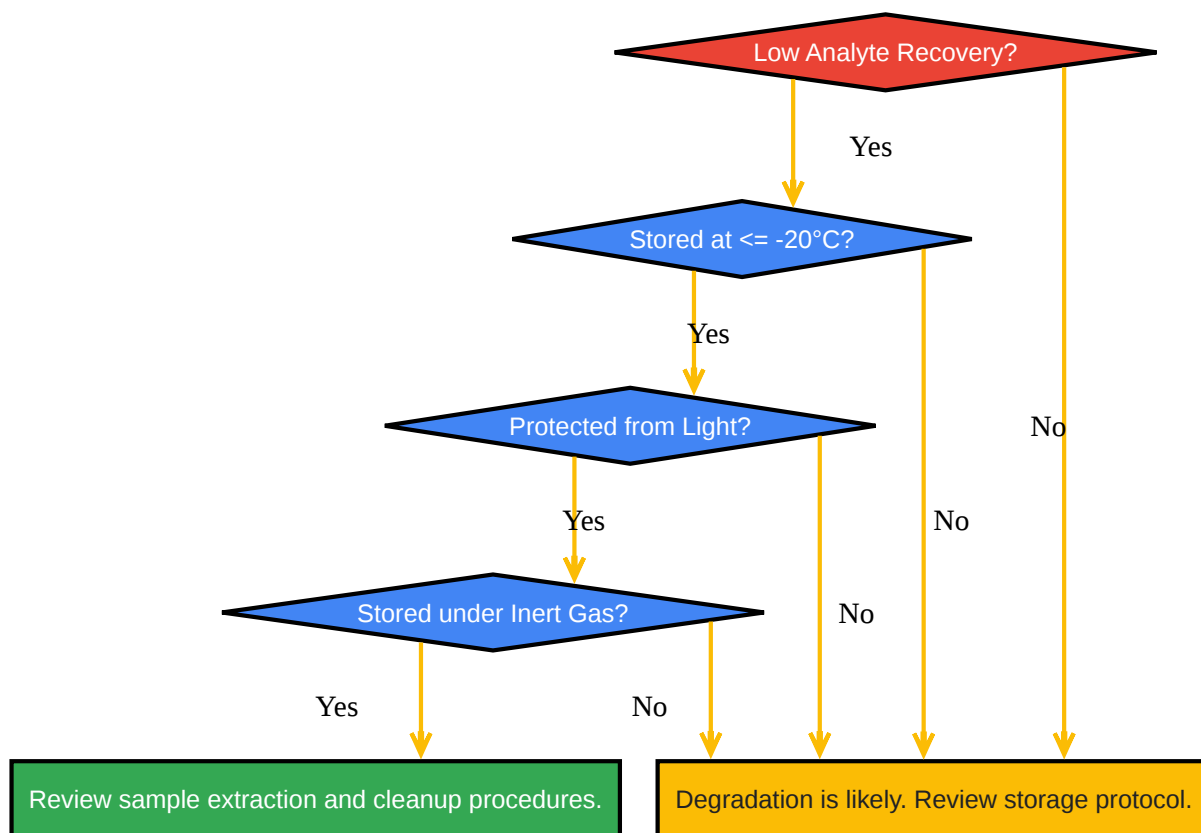 Low Analyte Recovery?
Yes
Stored at <= -20°C?
Yes
Protected from Light?
No
Yes
No
Stored under Inert Gas?
No
Yes
No
Review sample extraction and cleanup procedures.
Degradation is likely. Review storage protocol.